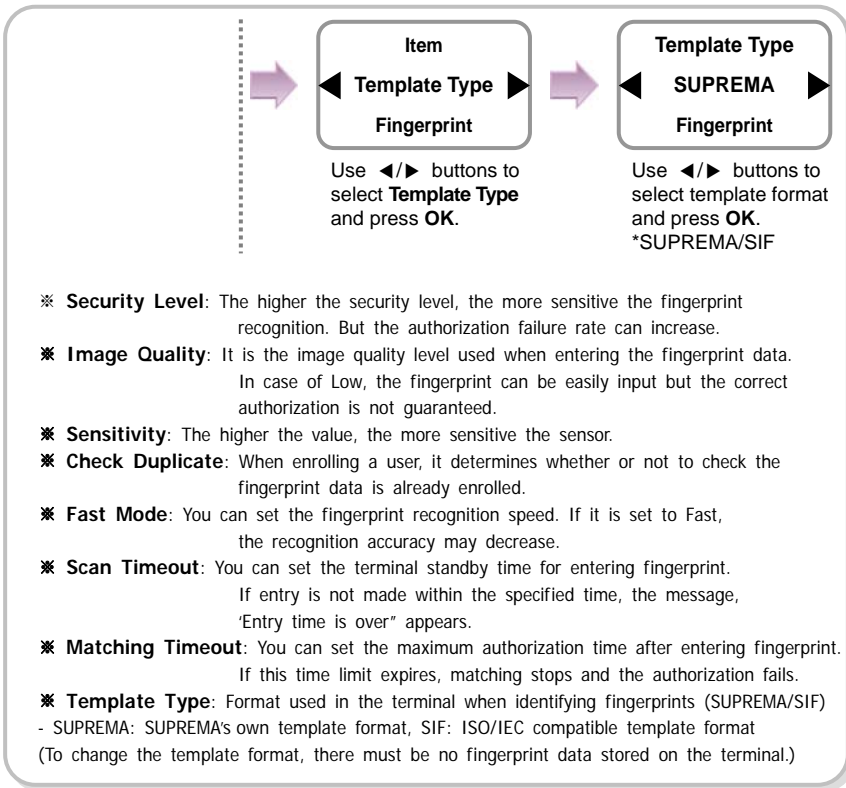 Item
Template Type
Fingerprint
Use ◀/▶ buttons to
select Template Type
and press OK.
Template Type
SUPREMA
Fingerprint
Use ◀/▶ buttons to
select template format
and press OK.
*SUPREMA/SIF
※ Security Level: The higher the security level, the more sensitive the fingerprint
recognition. But the authorization failure rate can increase.
※ Image Quality: It is the image quality level used when entering the fingerprint data.
In case of Low, the fingerprint can be easily input but the correct
authorization is not guaranteed.
※ Sensitivity: The higher the value, the more sensitive the sensor.
※ Check Duplicate: When enrolling a user, it determines whether or not to check the
fingerprint data is already enrolled.
※ Fast Mode: You can set the fingerprint recognition speed. If it is set to Fast,
the recognition accuracy may decrease.
※ Scan Timeout: You can set the terminal standby time for entering fingerprint.
If entry is not made within the specified time, the message,
‘Entry time is over” appears.
※ Matching Timeout: You can set the maximum authorization time after entering fingerprint.
If this time limit expires, matching stops and the authorization fails.
※ Template Type: Format used in the terminal when identifying fingerprints (SUPREMA/SIF)
- SUPREMA: SUPREMA’s own template format, SIF: ISO/IEC compatible template format
(To change the template format, there must be no fingerprint data stored on the terminal.)